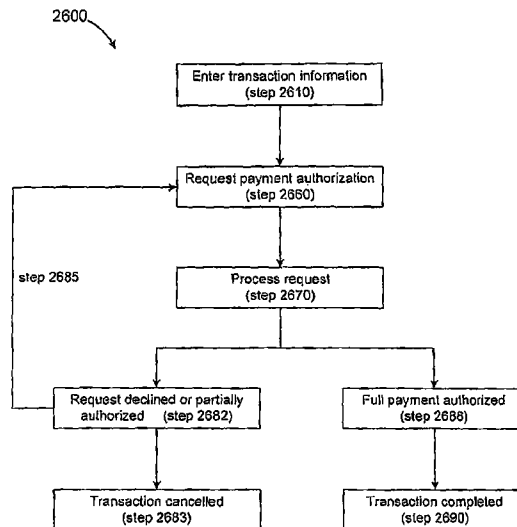 2600
Enter transaction information
(step 2610)
Request payment authorization
(step 2660)
step 2685
Process request
(step 2670)
Request declined or partially
authorized (step 2682)
Full payment authorized
(step 2688)
Transaction cancelled
(step 2683)
Transaction completed
(step 2690)